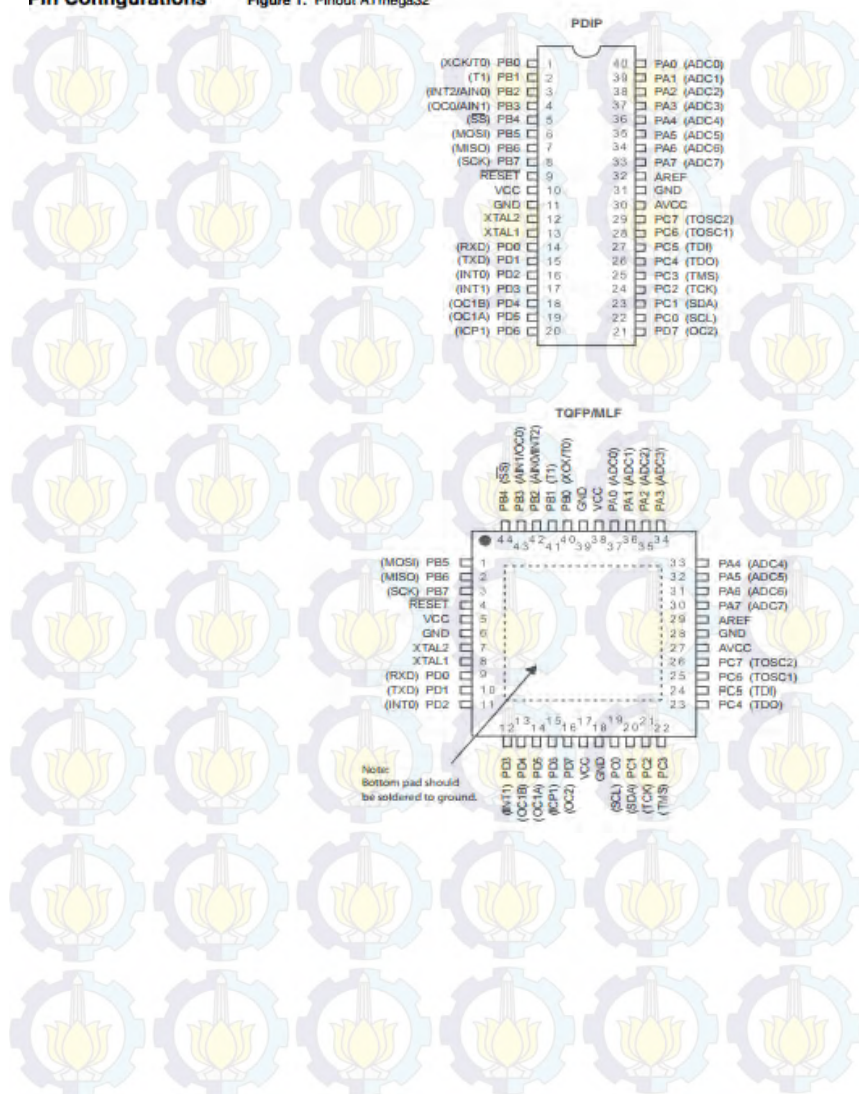 Pin Configurations
Figure 1. Pinout ATmega32
PDIP
(XCK/T0) PB0 1 40 PA0 (ADC0)
(T1) PB1 2 39 PA1 (ADC1)
(INT2/AIN0) PB2 3 38 PA2 (ADC2)
(OC0/AIN1) PB3 4 37 PA3 (ADC3)
(SS) PB4 5 36 PA4 (ADC4)
(MOSI) PB5 6 35 PA5 (ADC5)
(MISO) PB6 7 34 PA6 (ADC6)
(SCK) PB7 8 33 PA7 (ADC7)
RESET 9 32 AREF
VCC 10 31 GND
GND 11 30 AVCC
XTAL2 12 29 PC7 (TOSC2)
XTAL1 13 28 PC6 (TOSC1)
(RXD) PD0 14 27 PC5 (TDI)
(TXD) PD1 15 26 PC4 (TDO)
(INT0) PD2 16 25 PC3 (TMS)
(INT1) PD3 17 24 PC2 (TCK)
(OC1B) PD4 18 23 PC1 (SDA)
(OC1A) PD5 19 22 PC0 (SCL)
(ICP1) PD6 20 21 PD7 (OC2)
TQFP/MLF
PB4 (SS)
PB3 (AIN1/OC0)
PB2 (AIN0/INT2)
PB1 (T1)
PB0 (XCK/T0)
GND
VCC
PA0 (ADC0)
PA1 (ADC1)
PA2 (ADC2)
PA3 (ADC3)
44 43 42 41 40 39 38 37 36 35 34
(MOSI) PB5 1 33 PA4 (ADC4)
(MISO) PB6 2 32 PA5 (ADC5)
(SCK) PB7 3 31 PA6 (ADC6)
RESET 4 30 PA7 (ADC7)
VCC 5 29 AREF
GND 6 28 GND
XTAL2 7 27 AVCC
XTAL1 8 26 PC7 (TOSC2)
(RXD) PD0 9 25 PC6 (TOSC1)
(TXD) PD1 10 24 PC5 (TDI)
(INT0) PD2 11 23 PC4 (TDO)
12 13 14 15 16 17 18 19 20 21 22
(INT1) PD3
(OC1B) PD4
(OC1A) PD5
(ICP1) PD6
(OC2) PD7
VCC
GND
(SCL) PC0
(SDA) PC1
(TCK) PC2
(TMS) PC3
Note:
Bottom pad should
be soldered to ground.